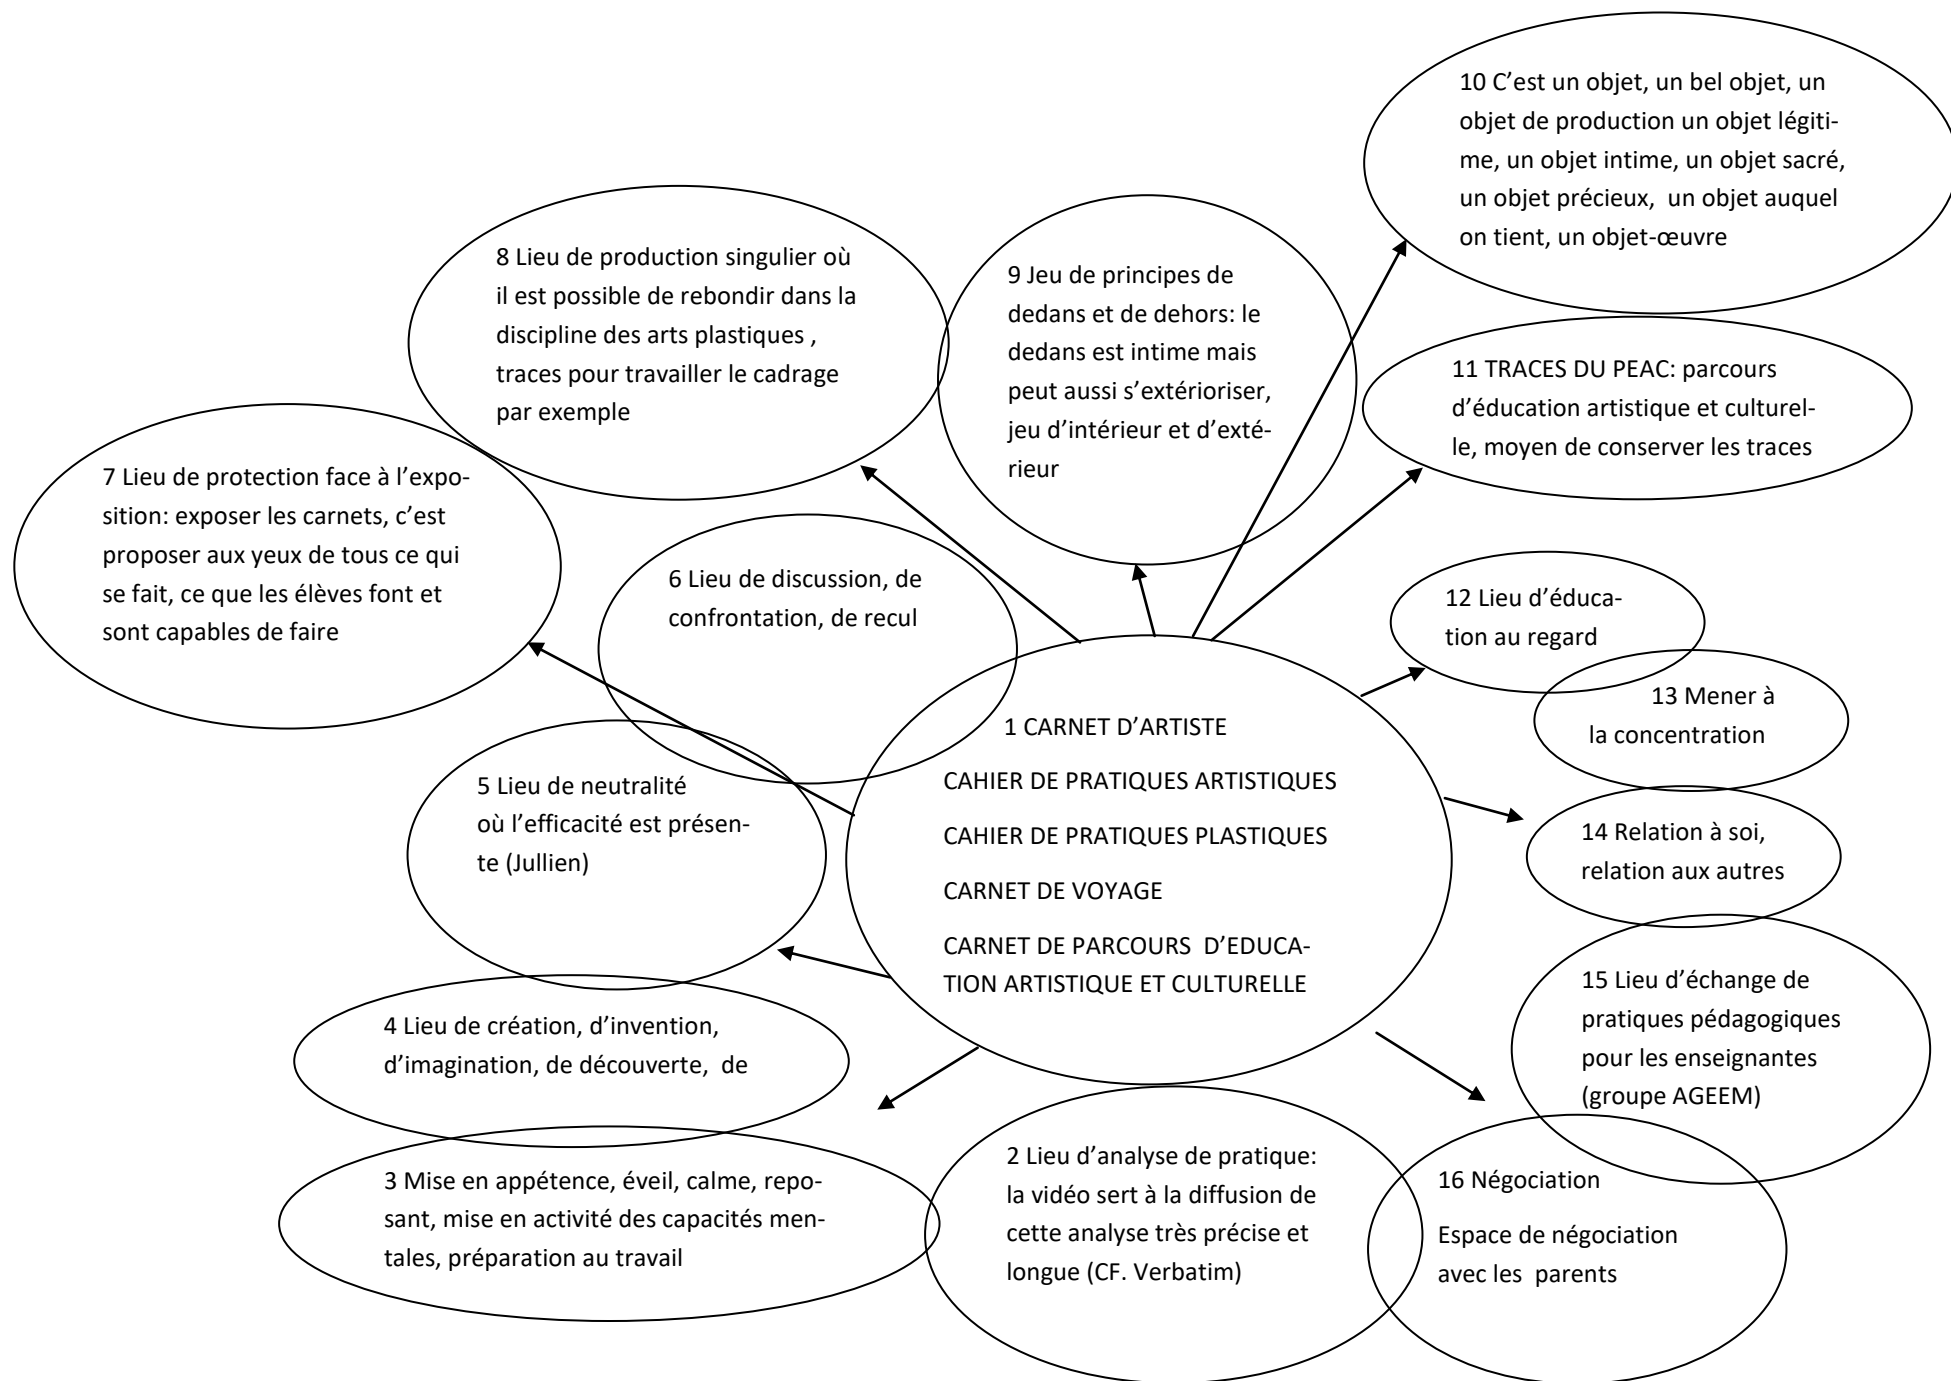 1 CARNET D’ARTISTE
CAHIER DE PRATIQUES ARTISTIQUES
CAHIER DE PRATIQUES PLASTIQUES
CARNET DE VOYAGE
CARNET DE PARCOURS  D’EDUCA-
TION ARTISTIQUE ET CULTURELLE
2 Lieu d’analyse de pratique:
la vidéo sert à la diffusion de
cette analyse très précise et
longue (CF. Verbatim)
3 Mise en appétence, éveil, calme, repo-
sant, mise en activité des capacités men-
tales, préparation au travail
4 Lieu de création, d’invention,
d’imagination, de découverte,  de
5 Lieu de neutralité
où l’efficacité est présen-
te (Jullien)
6 Lieu de discussion, de
confrontation, de recul
7 Lieu de protection face à l’expo-
sition: exposer les carnets, c’est
proposer aux yeux de tous ce qui
se fait, ce que les élèves font et
sont capables de faire
8 Lieu de production singulier où
il est possible de rebondir dans la
discipline des arts plastiques ,
traces pour travailler le cadrage
par exemple
9 Jeu de principes de
dedans et de dehors: le
dedans est intime mais
peut aussi s’extérioriser,
jeu d’intérieur et d’exté-
rieur
10 C’est un objet, un bel objet, un
objet de production un objet légiti-
me, un objet intime, un objet sacré,
un objet précieux,  un objet auquel
on tient, un objet-œuvre
11 TRACES DU PEAC: parcours
d’éducation artistique et culturel-
le, moyen de conserver les traces
12 Lieu d’éduca-
tion au regard
13 Mener à
la concentration
14 Relation à soi,
relation aux autres
15 Lieu d’échange de
pratiques pédagogiques
pour les enseignantes
(groupe AGEEM)
16 Négociation
Espace de négociation
avec les  parents